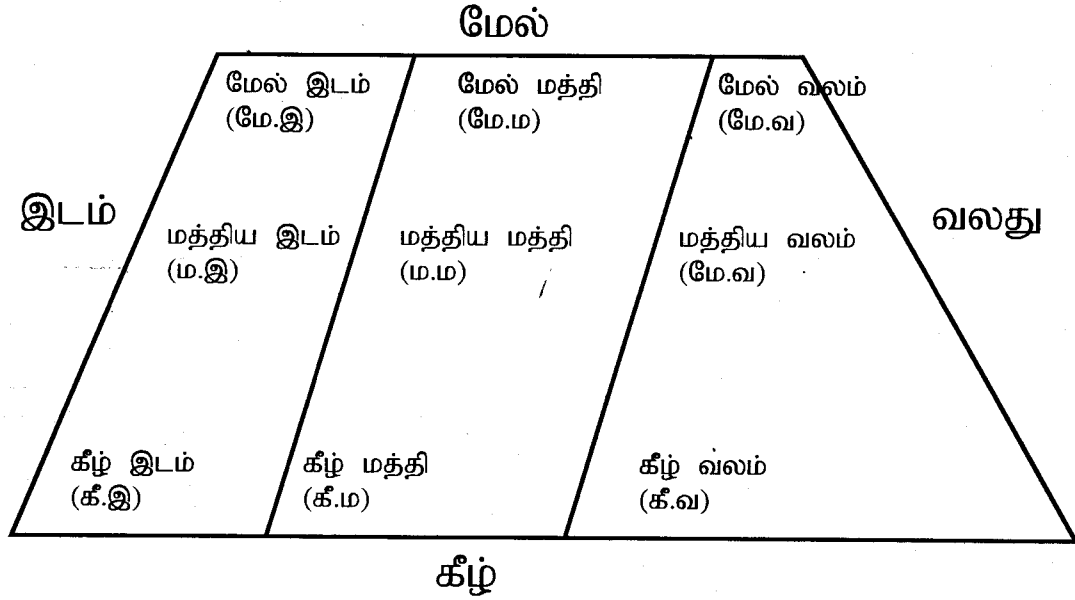 மேல்
மேல் இடம்
(மே.இ)
மேல் மத்தி
(மே.ம)
மேல் வலம்
(மே.வ)
இடம்
வலது
மத்திய இடம்
(ம.இ)
மத்திய மத்தி
(ம.ம)
மத்திய வலம்
(மே.வ)
கீழ் இடம்
(கீ.இ)
கீழ் மத்தி
(கீ.ம)
கீழ் வலம்
(கீ.வ)
கீழ்